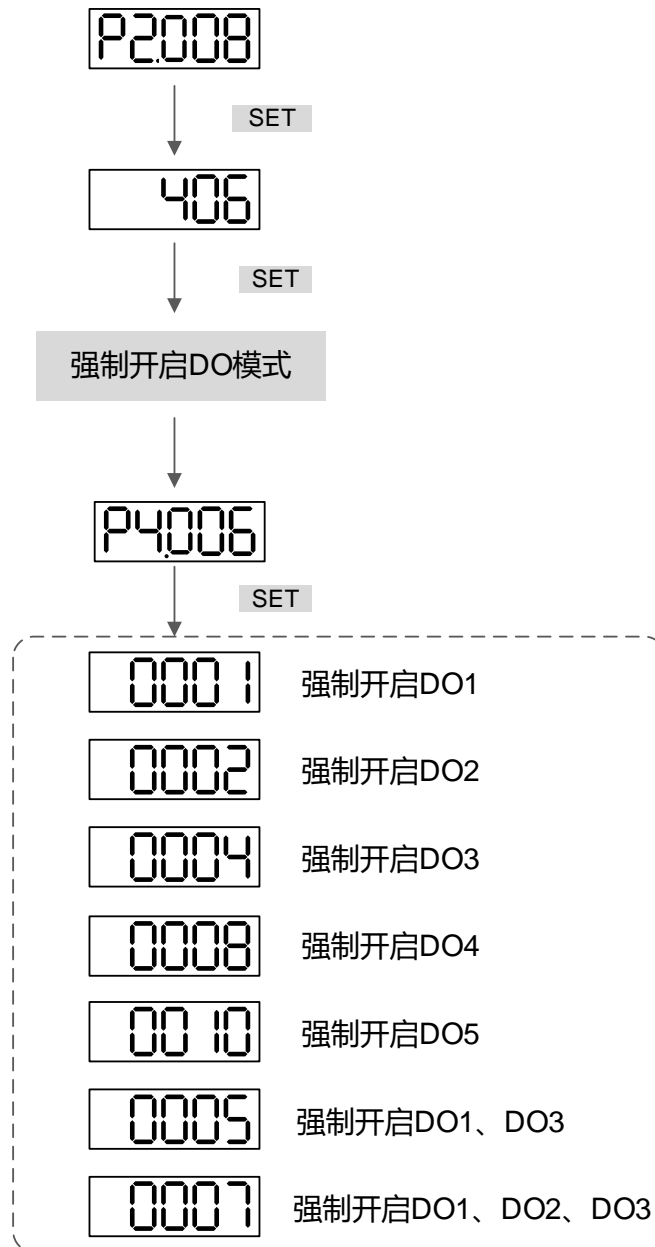 P2.008
SET
406
SET
强制开启DO模式
P4.006
SET
0001 强制开启DO1
0002 强制开启DO2
0004 强制开启DO3
0008 强制开启DO4
0010 强制开启DO5
0005 强制开启DO1、DO3
0007 强制开启DO1、DO2、DO3